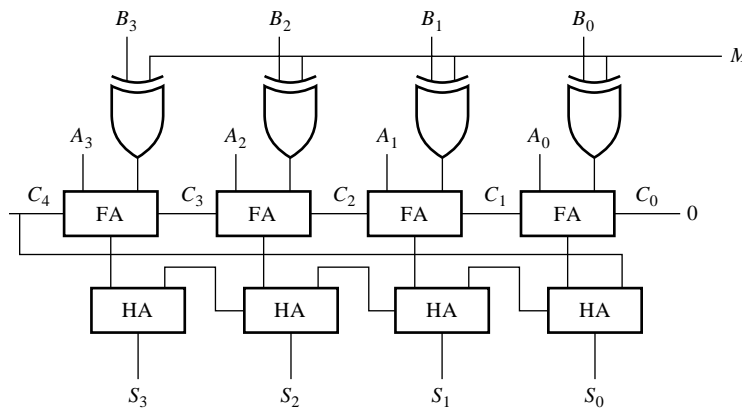 B3 B2 B1 B0
M
A3 A2 A1 A0
C4 FA C3 FA C2 FA C1 FA C0 0
HA HA HA HA
S3 S2 S1 S0